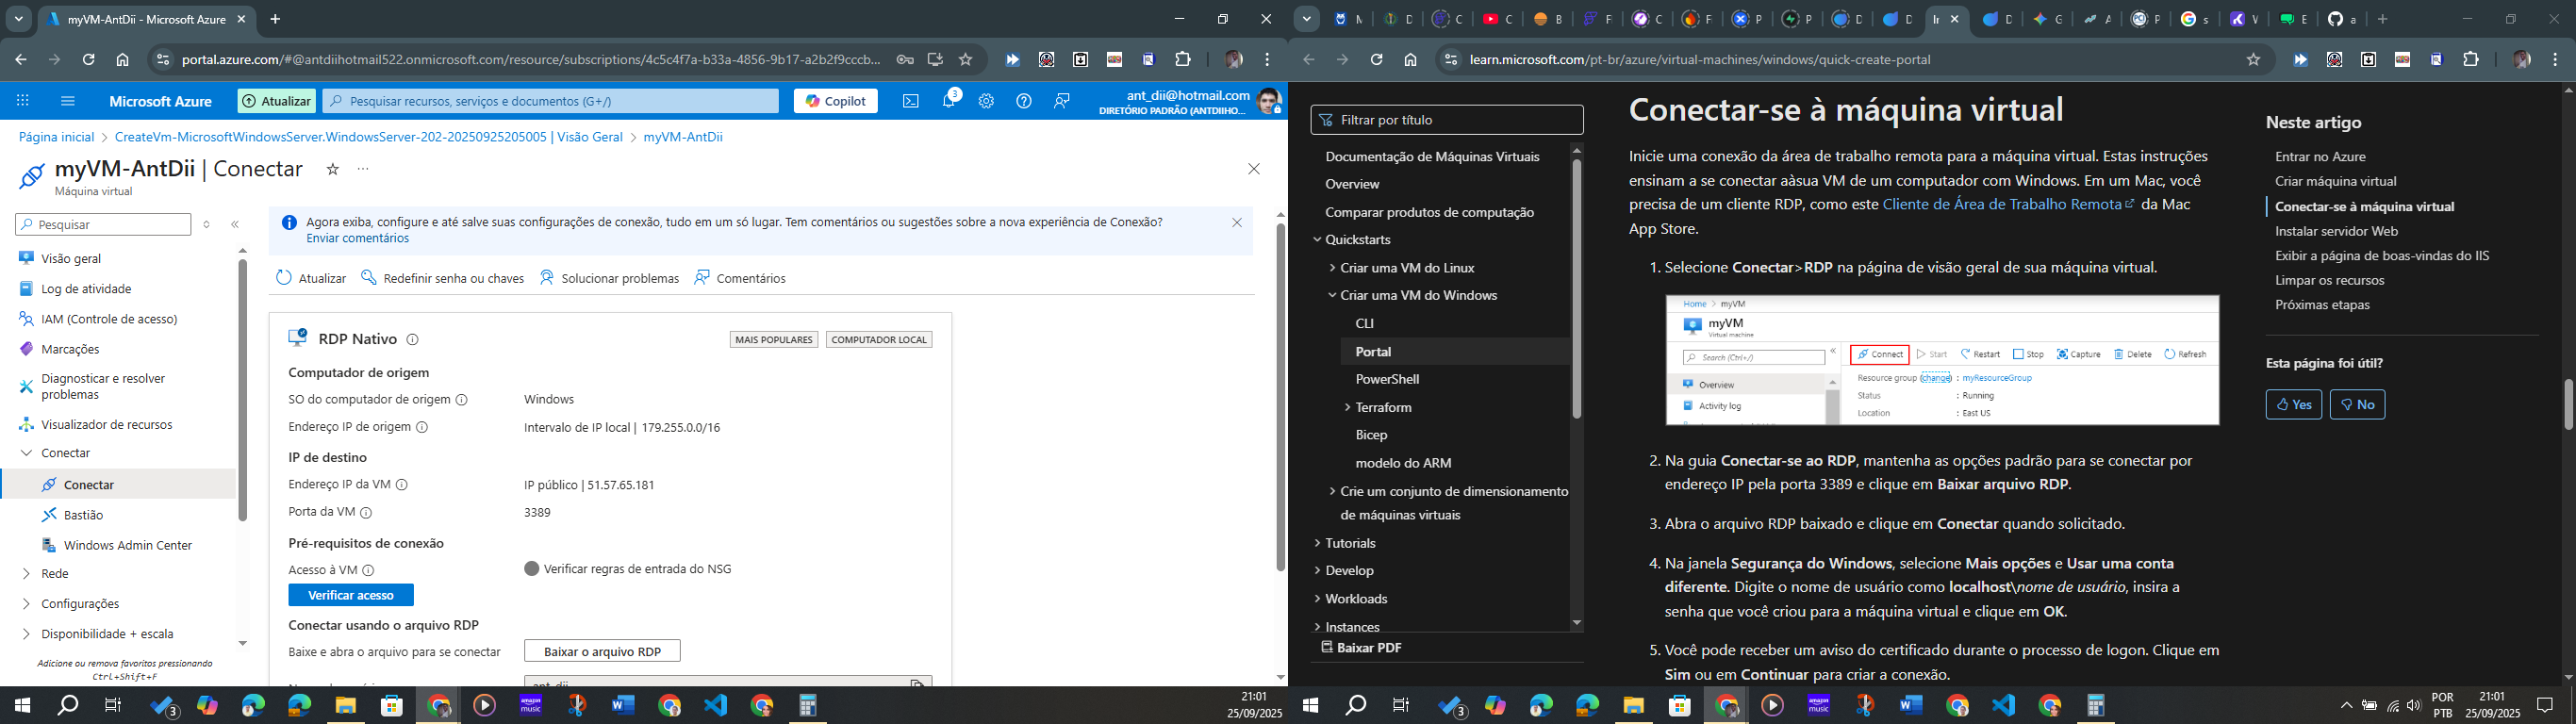 myVM-AntDii - Microsoft Azure
portal.azure.com/#@antdiihotmail522.onmicrosoft.com/resource/subscriptions/4c5c4f7a-b33a-4856-9b17-a2b2f9cccb...
Microsoft Azure
Atualizar
Pesquisar recursos, serviços e documentos (G+/)
Copilot
3
ant_dii@hotmail.com
DIRETÓRIO PADRÃO (ANTDIIHO...
Página inicial > CreateVm-MicrosoftWindowsServer.WindowsServer-202-20250925205005 | Visão Geral > myVM-AntDii
myVM-AntDii | Conectar
Máquina virtual
Pesquisar
Visão geral
Log de atividade
IAM (Controle de acesso)
Marcações
Diagnosticar e resolver
problemas
Visualizador de recursos
Conectar
Conectar
Bastião
Windows Admin Center
Rede
Configurações
Disponibilidade + escala
Adicione ou remova favoritos pressionando
Ctrl+Shift+F
Agora exiba, configure e até salve suas configurações de conexão, tudo em um só lugar. Tem comentários ou sugestões sobre a nova experiência de Conexão?
Enviar comentários
Atualizar
Redefinir senha ou chaves
Solucionar problemas
Comentários
RDP Nativo
MAIS POPULARES
COMPUTADOR LOCAL
Computador de origem
SO do computador de origem
Windows
Endereço IP de origem
Intervalo de IP local | 179.255.0.0/16
IP de destino
Endereço IP da VM
IP público | 51.57.65.181
Porta da VM
3389
Pré-requisitos de conexão
Acesso à VM
Verificar regras de entrada do NSG
Verificar acesso
Conectar usando o arquivo RDP
Baixe e abra o arquivo para se conectar
Baixar o arquivo RDP
3
21:01
25/09/2025
learn.microsoft.com/pt-br/azure/virtual-machines/windows/quick-create-portal
Filtrar por título
Documentação de Máquinas Virtuais
Overview
Comparar produtos de computação
Quickstarts
Criar uma VM do Linux
Criar uma VM do Windows
CLI
Portal
PowerShell
Terraform
Bicep
modelo do ARM
Crie um conjunto de dimensionamento
de máquinas virtuais
Tutorials
Develop
Workloads
Instances
Baixar PDF
Conectar-se à máquina virtual
Inicie uma conexão da área de trabalho remota para a máquina virtual. Estas instruções
ensinam a se conectar aàsua VM de um computador com Windows. Em um Mac, você
precisa de um cliente RDP, como este Cliente de Área de Trabalho Remota da Mac
App Store.
1. Selecione Conectar>RDP na página de visão geral de sua máquina virtual.
Home > myVM
myVM
Virtual machine
Search (Ctrl+/)
Overview
Activity log
Connect
Start
Restart
Stop
Capture
Delete
Refresh
Resource group (change) : myResourceGroup
Status : Running
Location : East US
2. Na guia Conectar-se ao RDP, mantenha as opções padrão para se conectar por
endereço IP pela porta 3389 e clique em Baixar arquivo RDP.
3. Abra o arquivo RDP baixado e clique em Conectar quando solicitado.
4. Na janela Segurança do Windows, selecione Mais opções e Usar uma conta
diferente. Digite o nome de usuário como localhost\nome de usuário, insira a
senha que você criou para a máquina virtual e clique em OK.
5. Você pode receber um aviso do certificado durante o processo de logon. Clique em
Sim ou em Continuar para criar a conexão.
Neste artigo
Entrar no Azure
Criar máquina virtual
Conectar-se à máquina virtual
Instalar servidor Web
Exibir a página de boas-vindas do IIS
Limpar os recursos
Próximas etapas
Esta página foi útil?
Yes
No
3
POR
PTB
21:01
25/09/2025